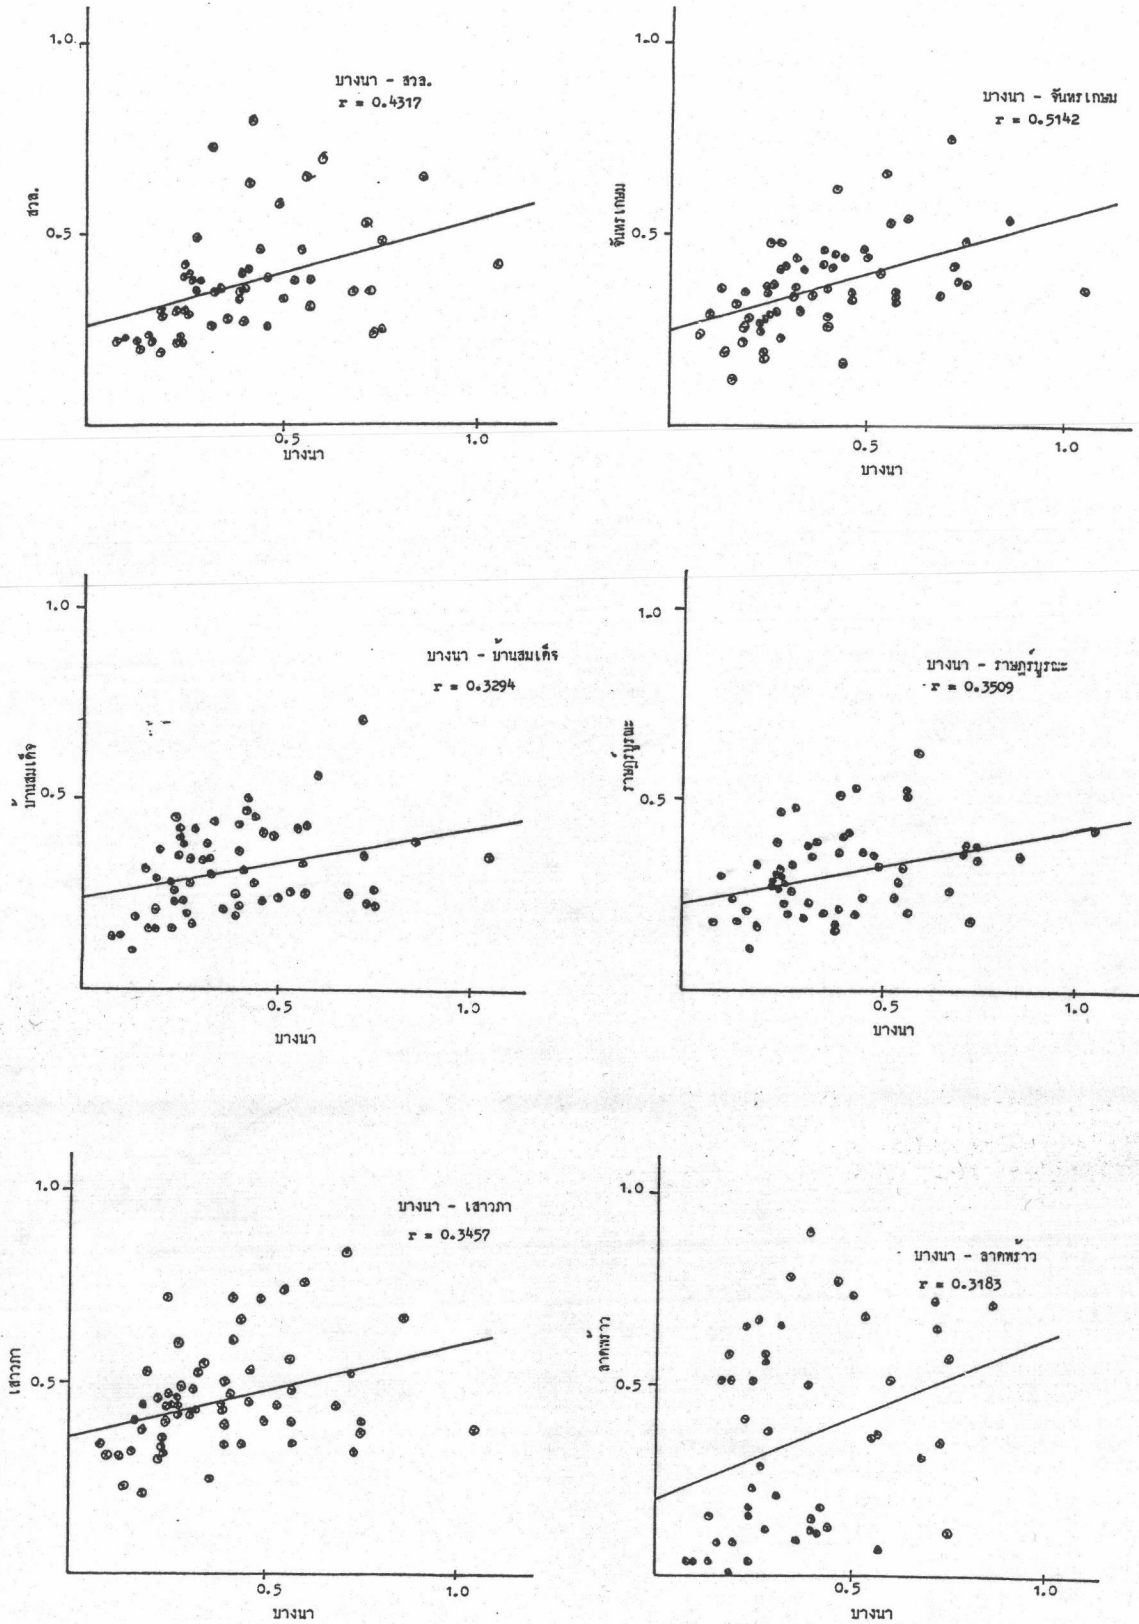 1.0
บางนา - สวล.
r = 0.4317
สวล.
0.5
0.5
1.0
บางนา
1.0
บางนา - จันทรเกษม
r = 0.5142
จันทรเกษม
0.5
0.5
1.0
บางนา
1.0
บางนา - บ้านสมเด็จ
r = 0.3294
บ้านสมเด็จ
0.5
0.5
1.0
บางนา
1.0
บางนา - ราษฎร์บูรณะ
r = 0.3509
ราษฎร์บูรณะ
0.5
0.5
1.0
บางนา
1.0
บางนา - เสาวภา
r = 0.3457
เสาวภา
0.5
0.5
1.0
บางนา
1.0
บางนา - ลาดพร้าว
r = 0.3183
ลาดพร้าว
0.5
0.5
1.0
บางนา